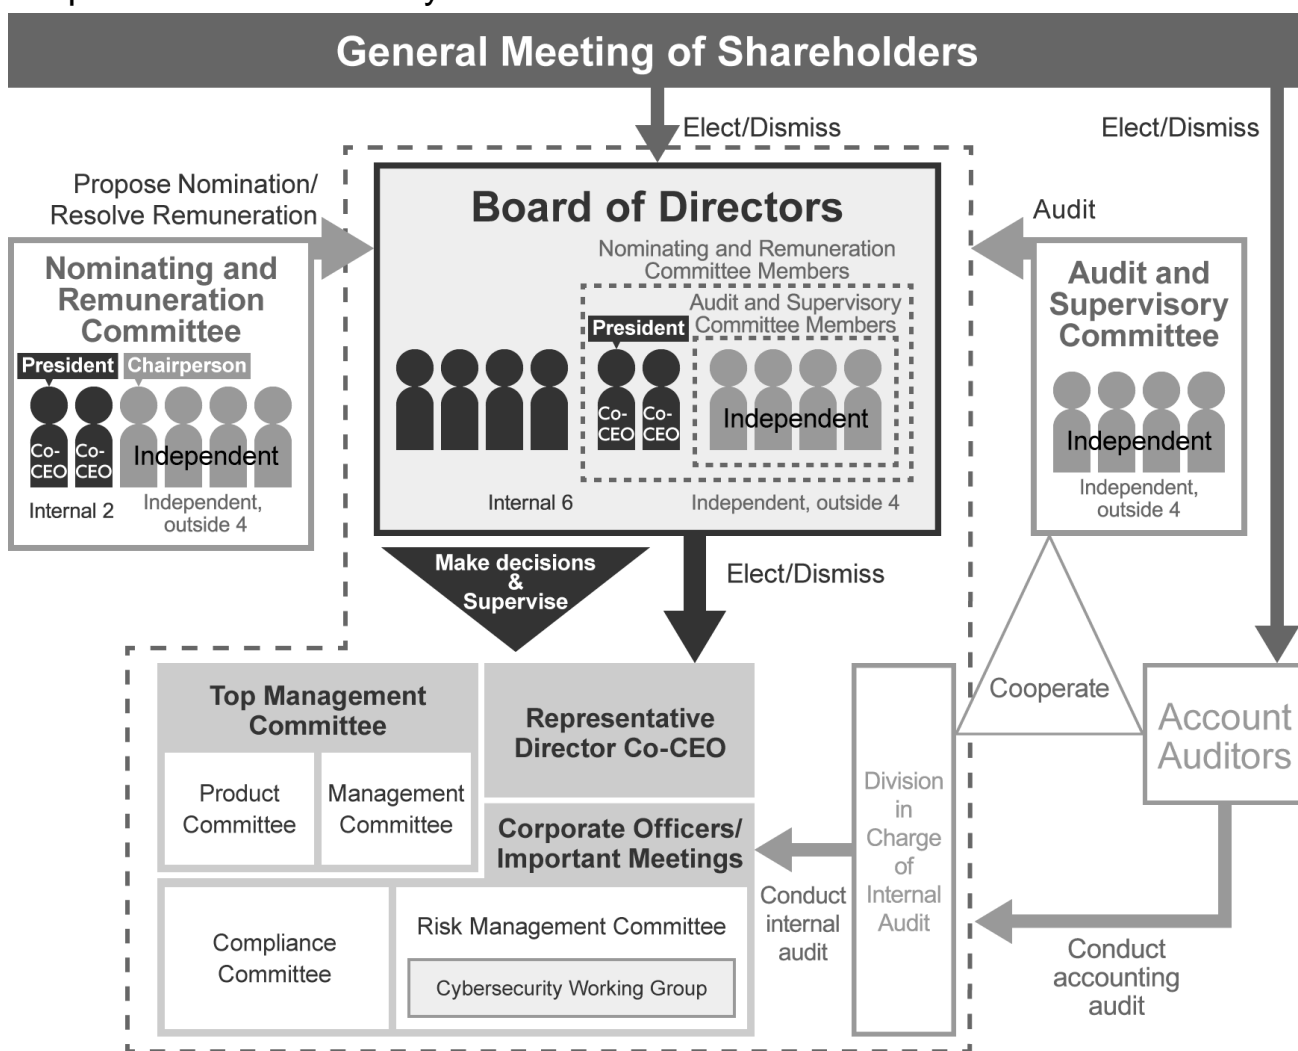 General Meeting of Shareholders
Elect/Dismiss
Elect/Dismiss
Propose Nomination/
Resolve Remuneration
Audit
Board of Directors
Nominating and Remuneration
Committee Members
Audit and Supervisory
Committee Members
President
Co-
CEO
Co-
CEO
Independent
Internal 6
Independent, outside 4
Nominating and
Remuneration
Committee
President
Chairperson
Co-
CEO
Co-
CEO
Independent
Internal 2
Independent,
outside 4
Audit and
Supervisory
Committee
Independent
Independent,
outside 4
Make decisions
&
Supervise
Elect/Dismiss
Cooperate
Top Management
Committee
Product
Committee
Management
Committee
Representative
Director Co-CEO
Corporate Officers/
Important Meetings
Compliance
Committee
Risk Management Committee
Cybersecurity Working Group
Conduct
internal
audit
Division
in
Charge
of
Internal
Audit
Account
Auditors
Conduct
accounting
audit